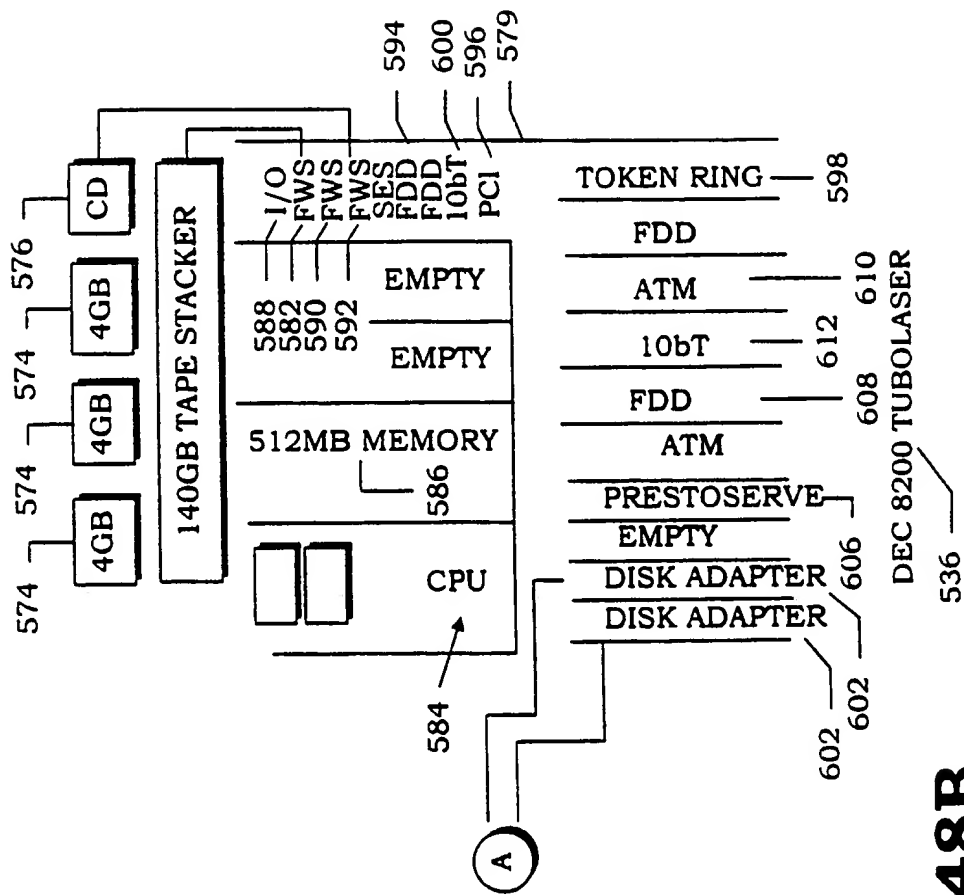 574
574
574
576
4GB
4GB
4GB
CD
140GB TAPE STACKER
588
582
590
592
I/O
FWS
FWS
FWS
SES
FDD
FDD
10bT
PCI
594
600
596
579
512MB MEMORY
586
EMPTY
EMPTY
CPU
584
A
DISK ADAPTER
DISK ADAPTER
EMPTY
PRESTOSERVE
ATM
FDD
10bT
ATM
FDD
TOKEN RING
602
602
606
608
612
610
598
DEC 8200 TUBOLASER
536
48B